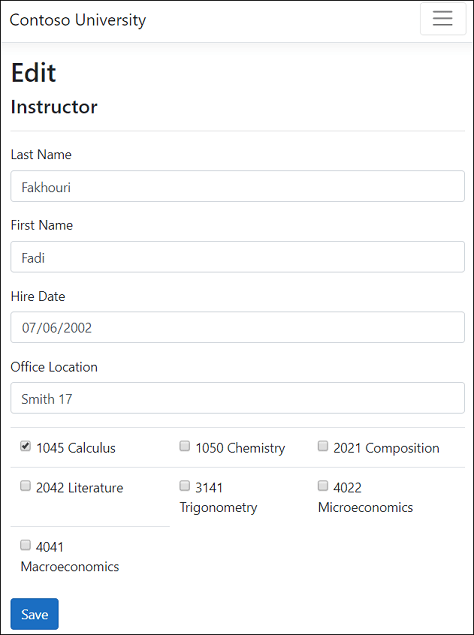 Contoso University
Edit
Instructor
Last Name
Fakhouri
First Name
Fadi
Hire Date
07/06/2002
Office Location
Smith 17
1045 Calculus 1050 Chemistry 2021 Composition
2042 Literature 3141 4022
Trigonometry Microeconomics
4041
Macroeconomics
Save